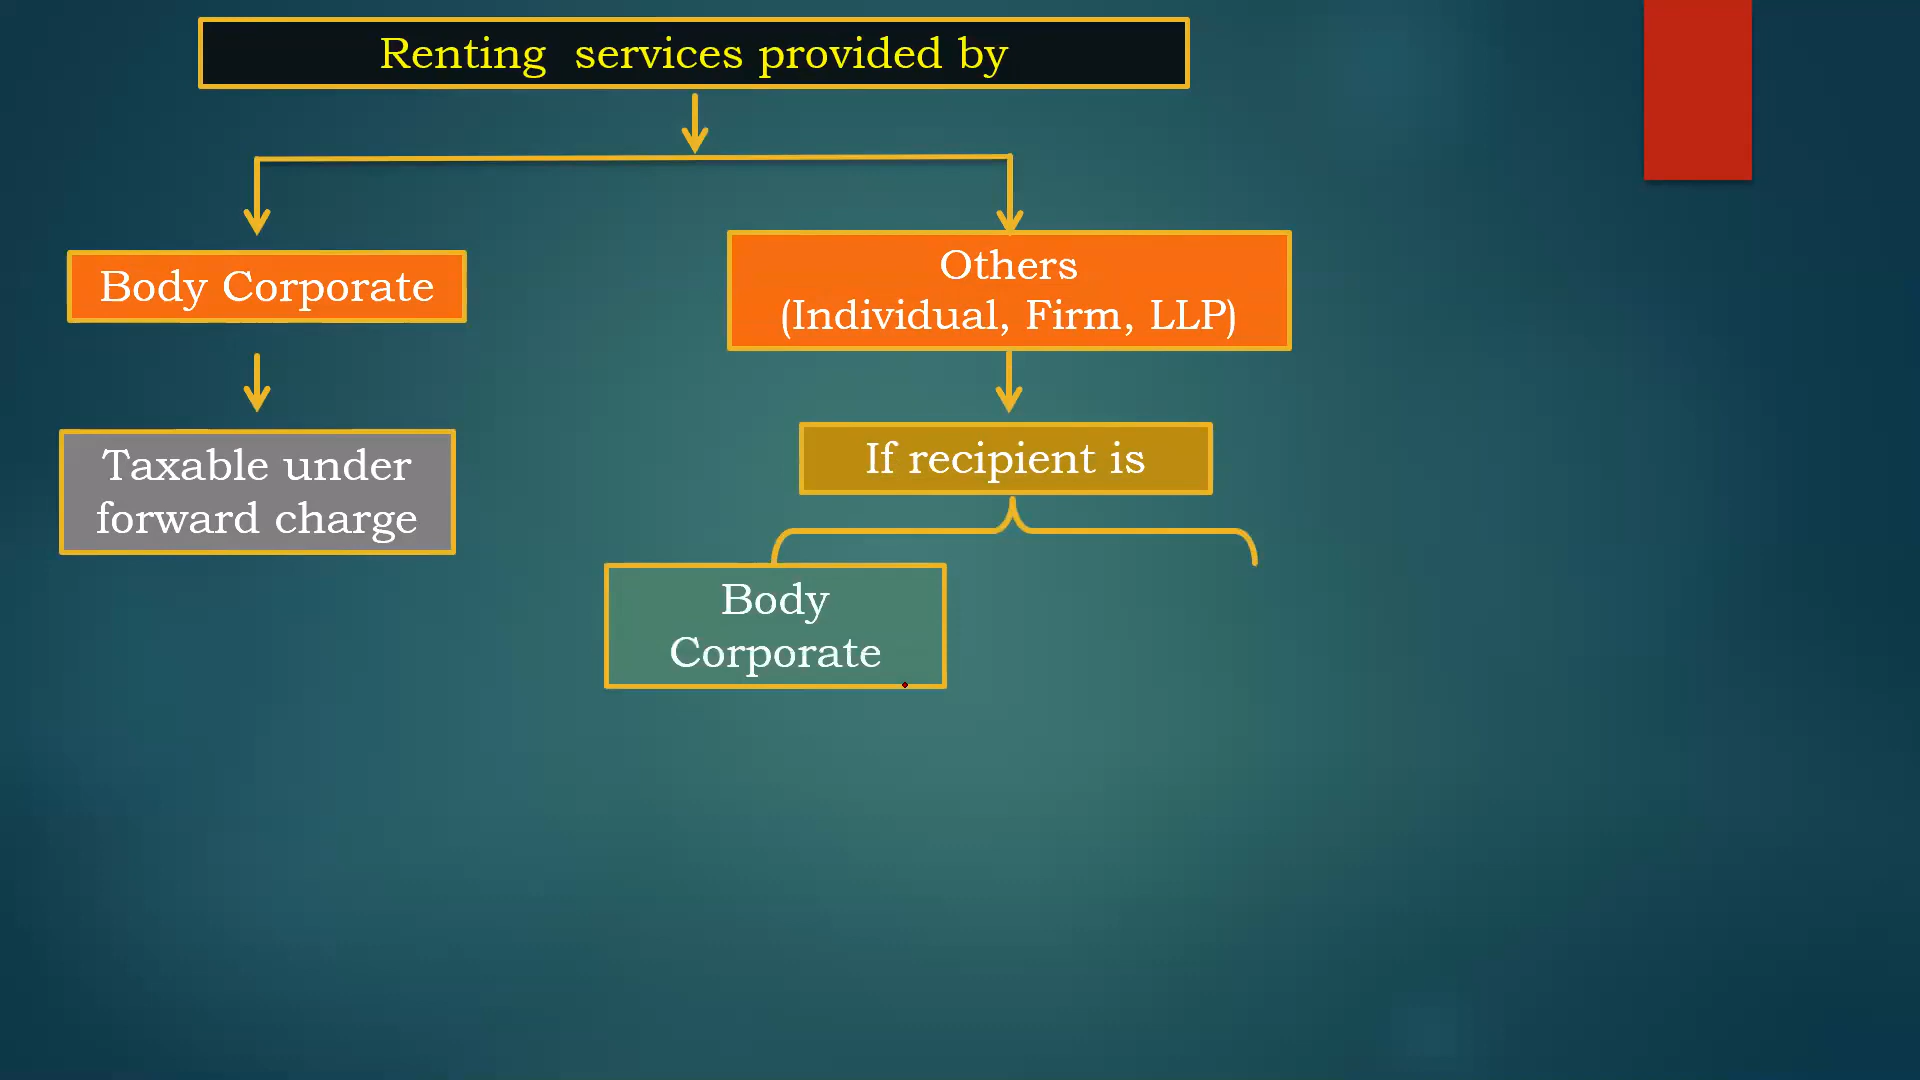 Renting services provided by
Body Corporate
Others
(Individual, Firm, LLP)
Taxable under
forward charge
If recipient is
Body
Corporate